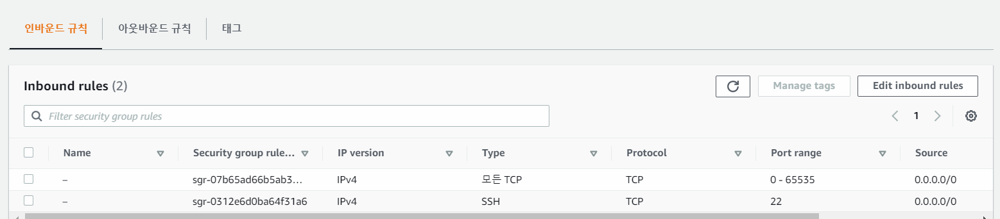 인바운드 규칙 아웃바운드 규칙 태그
Inbound rules (2) Manage tags Edit inbound rules
Filter security group rules 1
Name Security group rule... IP version Type Protocol Port range Source
– sgr-07b65ad66b5ab3... IPv4 모든 TCP TCP 0 - 65535 0.0.0.0/0
– sgr-0312e6d0ba64f31a6 IPv4 SSH TCP 22 0.0.0.0/0